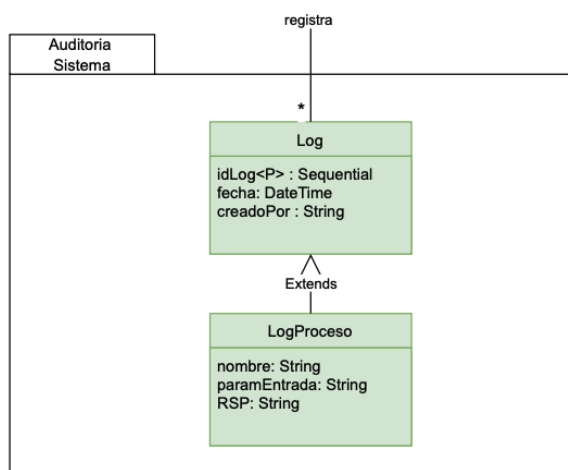 registra
Auditoria
Sistema
*
Log
idLog<P> : Sequential
fecha: DateTime
creadoPor : String
Extends
LogProceso
nombre: String
paramEntrada: String
RSP: String